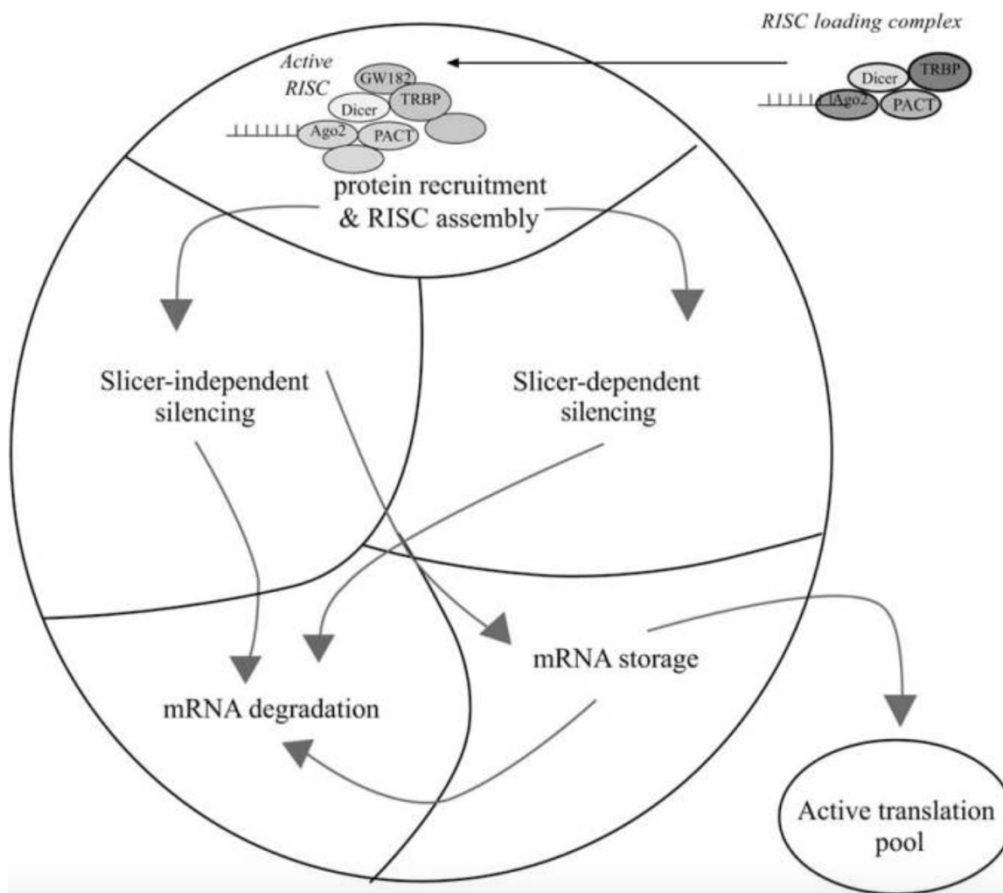 RISC loading complex
Active
RISC
GW182
TRBP
Dicer
Ago2
PACT
Dicer
TRBP
Ago2
PACT
protein recruitment
& RISC assembly
Slicer-independent
silencing
Slicer-dependent
silencing
mRNA storage
mRNA degradation
Active translation
pool